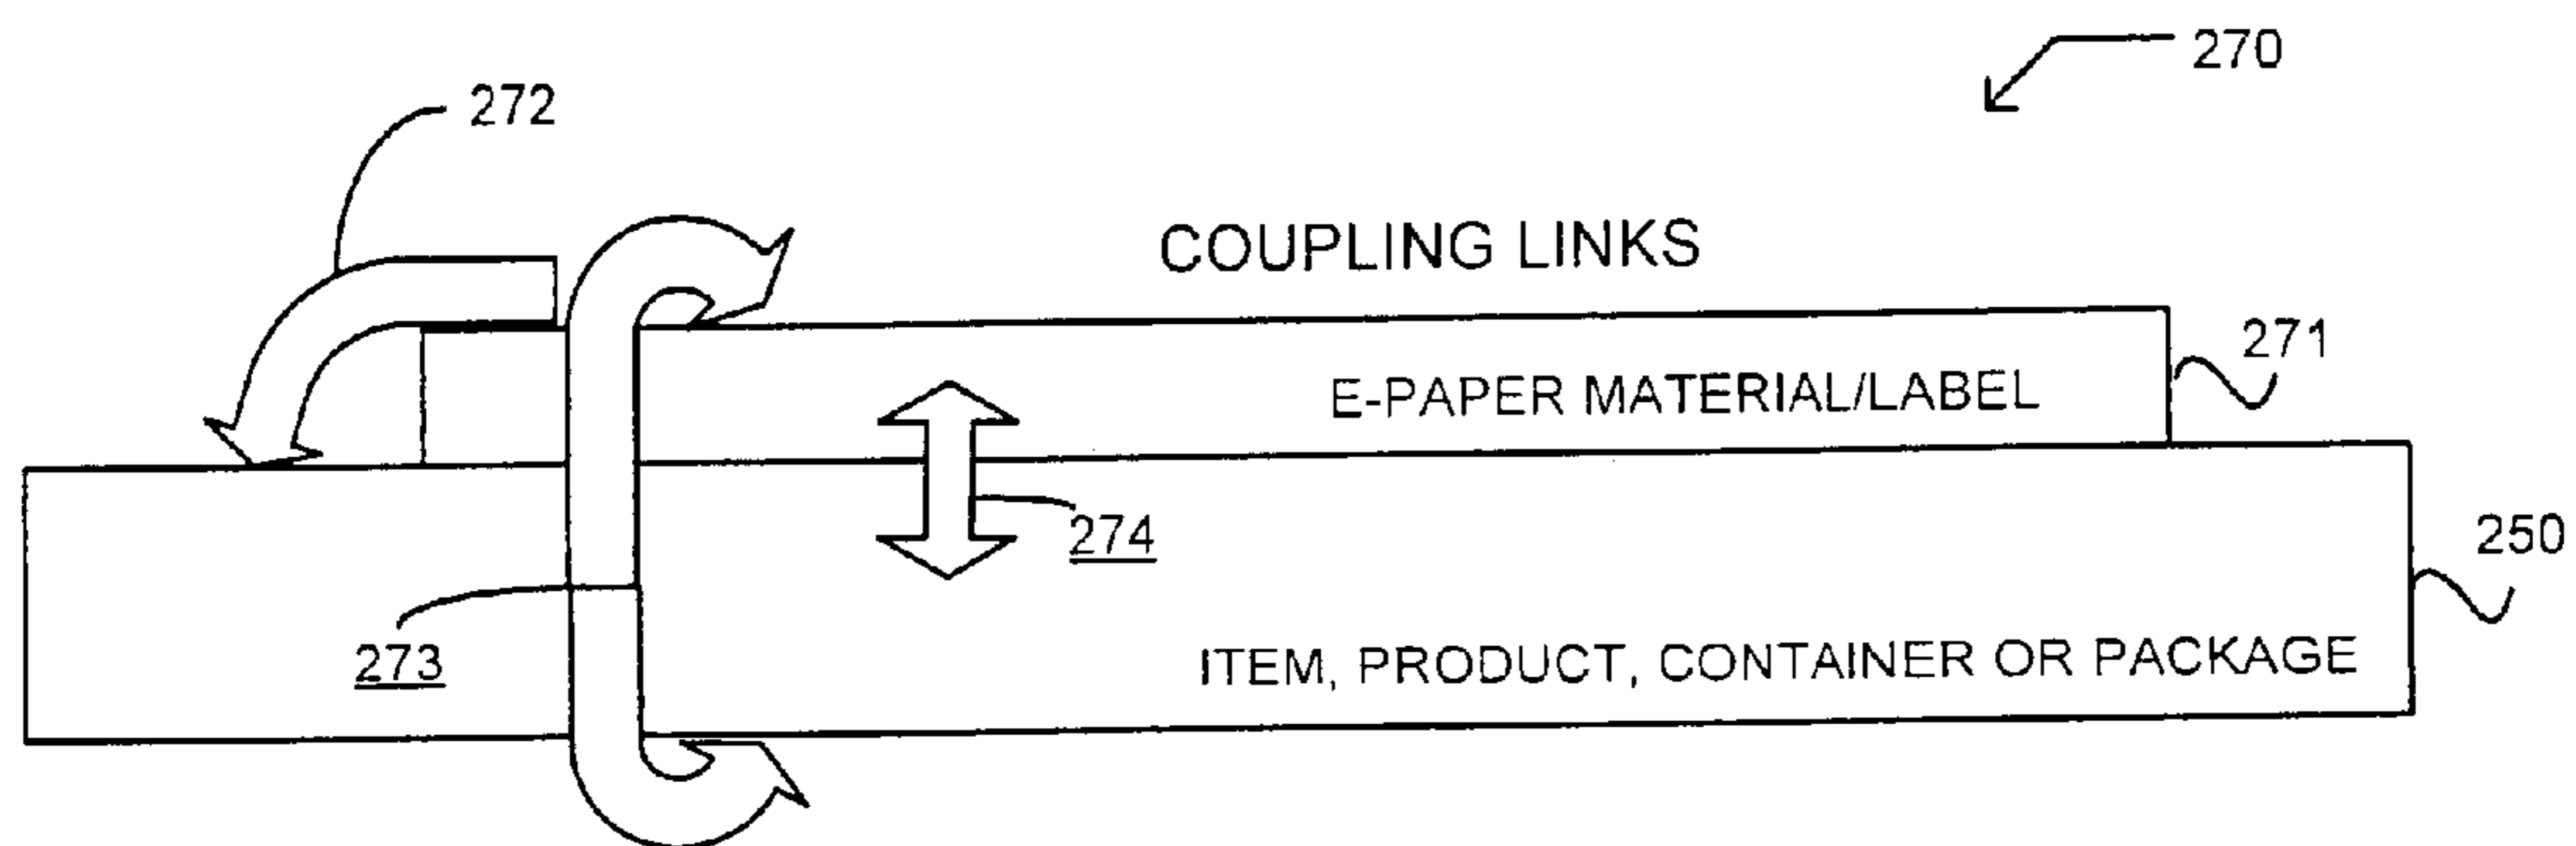 270
272
COUPLING LINKS
271
E-PAPER MATERIAL/LABEL
274
250
273
ITEM, PRODUCT, CONTAINER OR PACKAGE